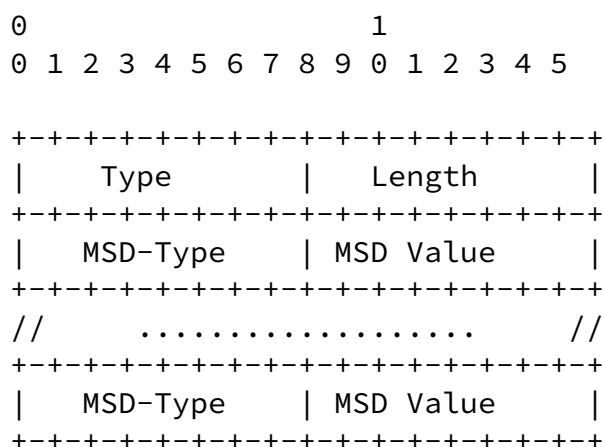 0                   1
0 1 2 3 4 5 6 7 8 9 0 1 2 3 4 5

+-+-+-+-+-+-+-+-+-+-+-+-+-+-+-+-+
|    Type       |   Length      |
+-+-+-+-+-+-+-+-+-+-+-+-+-+-+-+-+
|   MSD-Type    | MSD Value     |
+-+-+-+-+-+-+-+-+-+-+-+-+-+-+-+-+
//     ...................     //
+-+-+-+-+-+-+-+-+-+-+-+-+-+-+-+-+
|   MSD-Type    | MSD Value     |
+-+-+-+-+-+-+-+-+-+-+-+-+-+-+-+-+